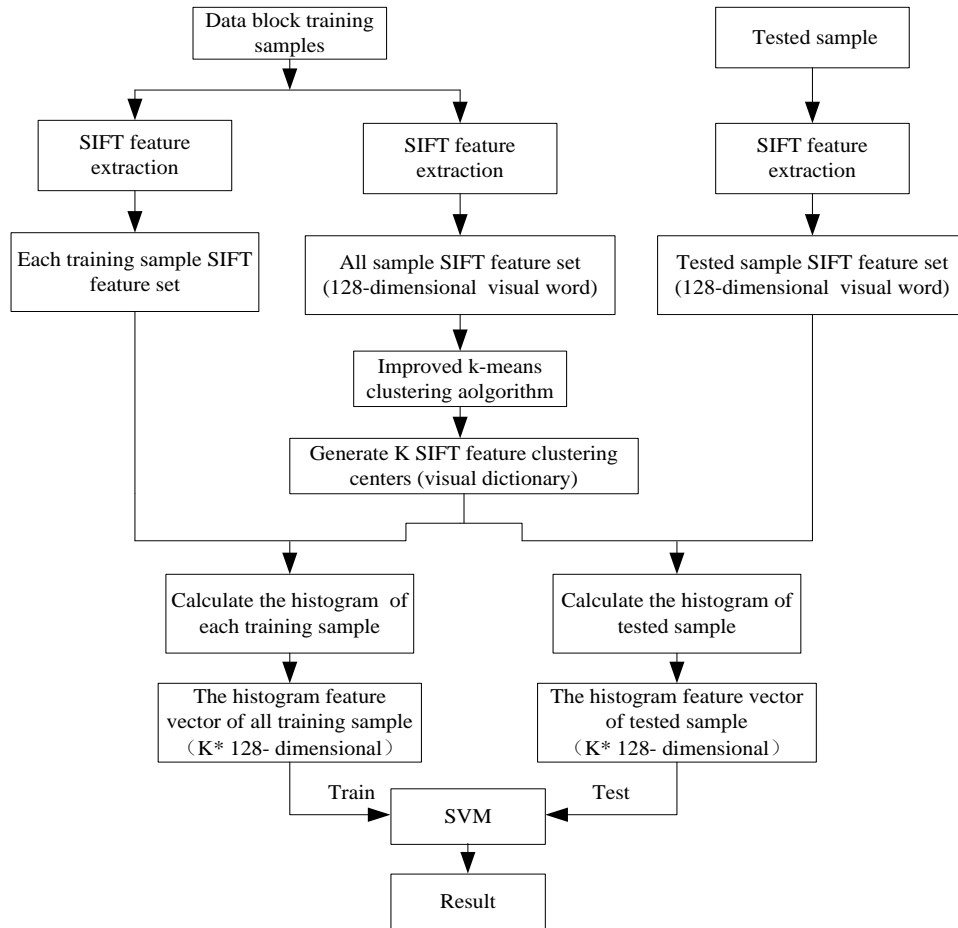 Data block training
samples
Tested sample
SIFT feature
extraction
SIFT feature
extraction
SIFT feature
extraction
Each training sample SIFT
feature set
All sample SIFT feature set
(128-dimensional visual word)
Tested sample SIFT feature set
(128-dimensional visual word)
Improved k-means
clustering aolgorithm
Generate K SIFT feature clustering
centers (visual dictionary)
Calculate the histogram of
each training sample
Calculate the histogram of
tested sample
The histogram feature
vector of all training sample
（K* 128- dimensional）
The histogram feature vector
of tested sample
（K* 128- dimensional）
Train
Test
SVM
Result